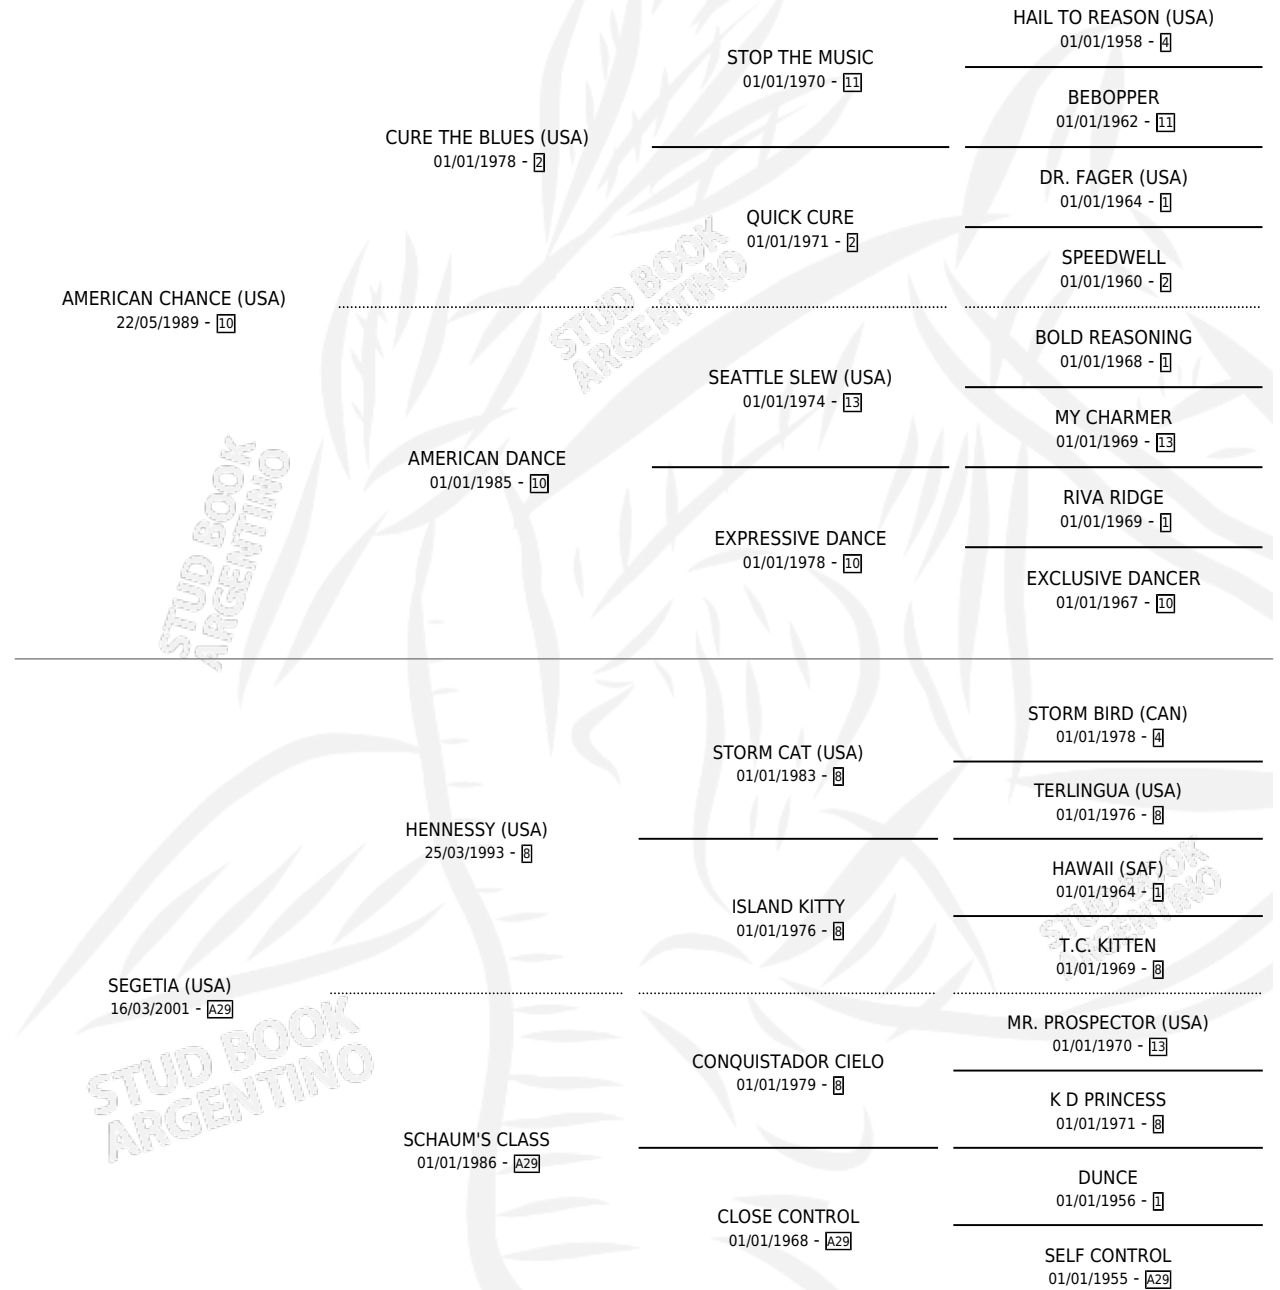 HAIL TO REASON (USA)
01/01/1958 - 4
STOP THE MUSIC
01/01/1970 - 11
BEBOPPER
01/01/1962 - 11
CURE THE BLUES (USA)
01/01/1978 - 2
DR. FAGER (USA)
01/01/1964 - 1
QUICK CURE
01/01/1971 - 2
SPEEDWELL
01/01/1960 - 2
AMERICAN CHANCE (USA)
22/05/1989 - 10
STUD BOOK
ARGENTINO
BOLD REASONING
01/01/1968 - 1
SEATTLE SLEW (USA)
01/01/1974 - 13
MY CHARMER
01/01/1969 - 13
AMERICAN DANCE
01/01/1985 - 10
RIVA RIDGE
01/01/1969 - 1
EXPRESSIVE DANCE
01/01/1978 - 10
EXCLUSIVE DANCER
01/01/1967 - 10
STUD BOOK
ARGENTINO
STORM BIRD (CAN)
01/01/1978 - 4
STORM CAT (USA)
01/01/1983 - 8
TERLINGUA (USA)
01/01/1976 - 8
HENNESSY (USA)
25/03/1993 - 8
HAWAII (SAF)
01/01/1964 - 1
ISLAND KITTY
01/01/1976 - 8
STUD BOOK
ARGENTINO
T.C. KITTEN
01/01/1969 - 8
SEGETIA (USA)
16/03/2001 - A29
MR. PROSPECTOR (USA)
01/01/1970 - 13
CONQUISTADOR CIELO
01/01/1979 - 8
STUD BOOK
ARGENTINO
K D PRINCESS
01/01/1971 - 8
SCHAUM'S CLASS
01/01/1986 - A29
DUNCE
01/01/1956 - 1
CLOSE CONTROL
01/01/1968 - A29
SELF CONTROL
01/01/1955 - A29